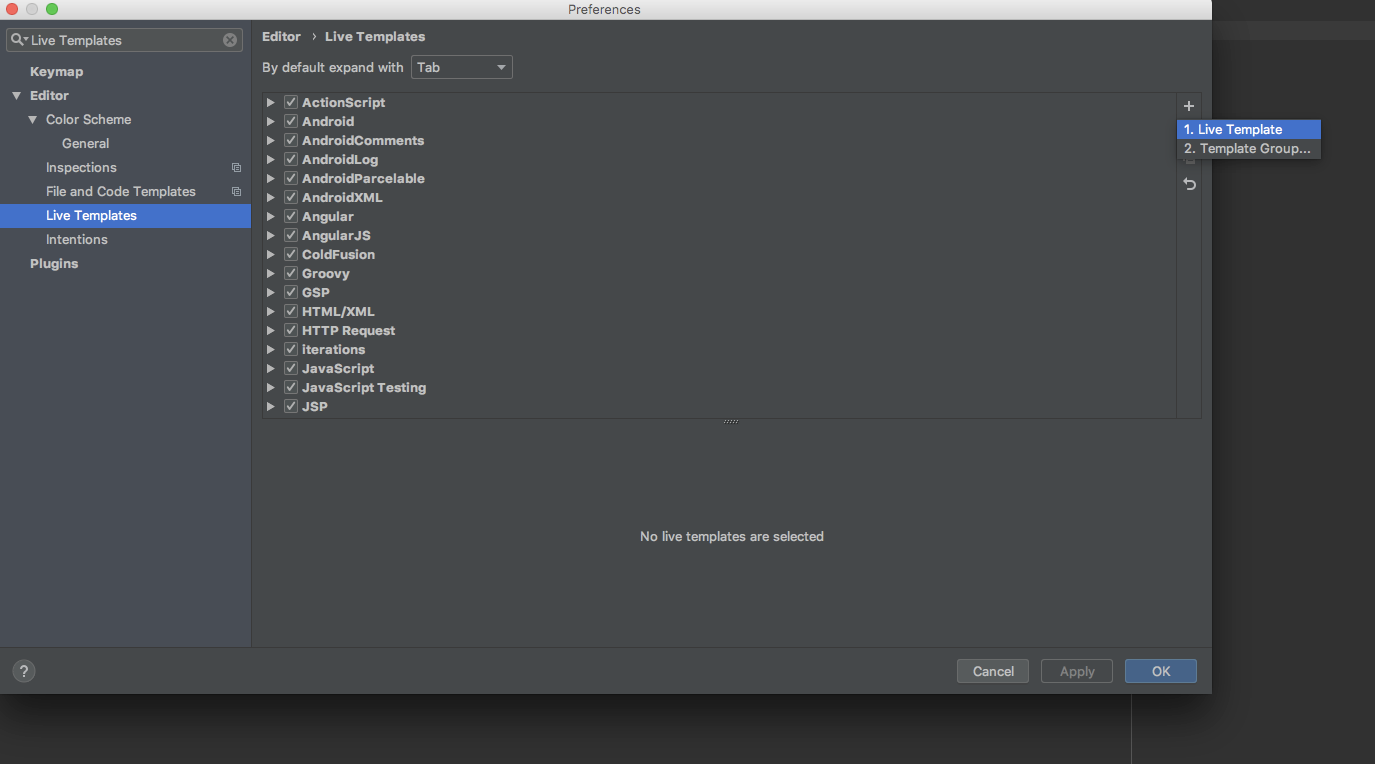 Preferences
Live Templates
Keymap
Editor
Color Scheme
General
Inspections
File and Code Templates
Live Templates
Intentions
Plugins
Editor › Live Templates
By default expand with Tab
ActionScript
Android
AndroidComments
AndroidLog
AndroidParcelable
AndroidXML
Angular
AngularJS
ColdFusion
Groovy
GSP
HTML/XML
HTTP Request
iterations
JavaScript
JavaScript Testing
JSP
1. Live Template
2. Template Group...
No live templates are selected
?
Cancel
Apply
OK